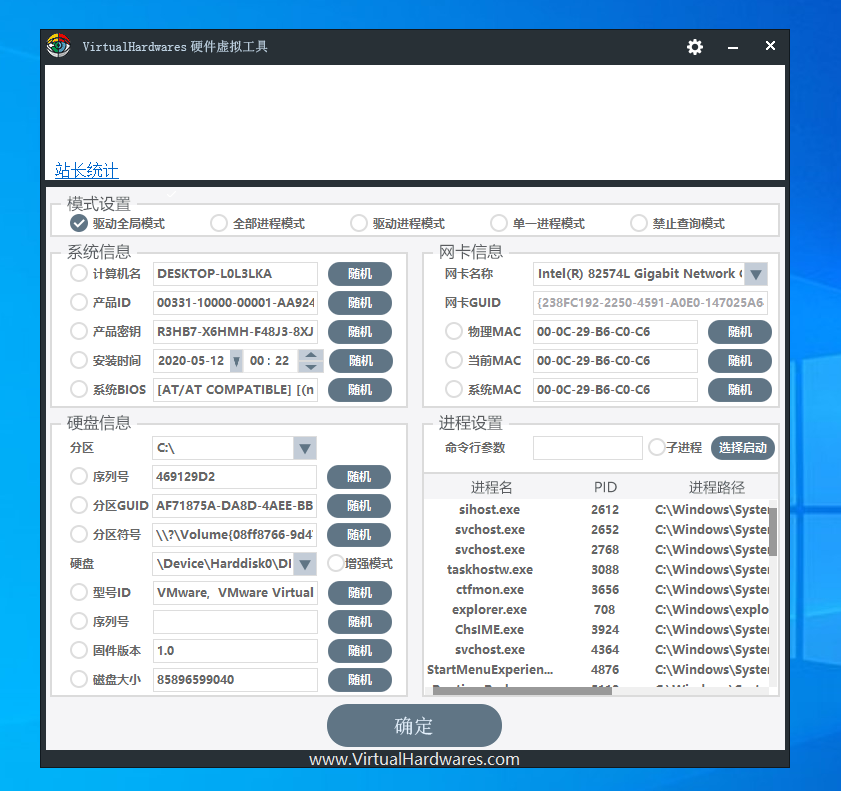 VirtualHardwares 硬件虚拟工具
站长统计
模式设置
驱动全局模式 全部进程模式 驱动进程模式 单一进程模式 禁止查询模式
系统信息
计算机名 DESKTOP-L0L3LKA 随机
产品ID 00331-10000-00001-AA924 随机
产品密钥 R3HB7-X6HMH-F48J3-8XJ 随机
安装时间 2020-05-12 00 : 22 随机
系统BIOS [AT/AT COMPATIBLE] [(n 随机
网卡信息
网卡名称 Intel(R) 82574L Gigabit Network
网卡GUID {238FC192-2250-4591-A0E0-147025A6
物理MAC 00-0C-29-B6-C0-C6 随机
当前MAC 00-0C-29-B6-C0-C6 随机
系统MAC 00-0C-29-B6-C0-C6 随机
硬盘信息
分区 C:\
序列号 469129D2 随机
分区GUID AF71875A-DA8D-4AEE-BB 随机
分区符号 \\?\Volume{08ff8766-9d4 随机
硬盘 \Device\Harddisk0\DI 增强模式
型号ID VMware, VMware Virtual 随机
序列号 随机
固件版本 1.0 随机
磁盘大小 85896599040 随机
进程设置
命令行参数 子进程 选择启动
进程名 PID 进程路径
sihost.exe 2612 C:\Windows\Syster
svchost.exe 2652 C:\Windows\Syster
svchost.exe 2768 C:\Windows\Syster
taskhostw.exe 3088 C:\Windows\Syster
ctfmon.exe 3656 C:\Windows\Syster
explorer.exe 708 C:\Windows\explo
ChsIME.exe 3924 C:\Windows\Syster
svchost.exe 4364 C:\Windows\Syster
StartMenuExperien... 4876 C:\Windows\Syster
确定
www.VirtualHardwares.com